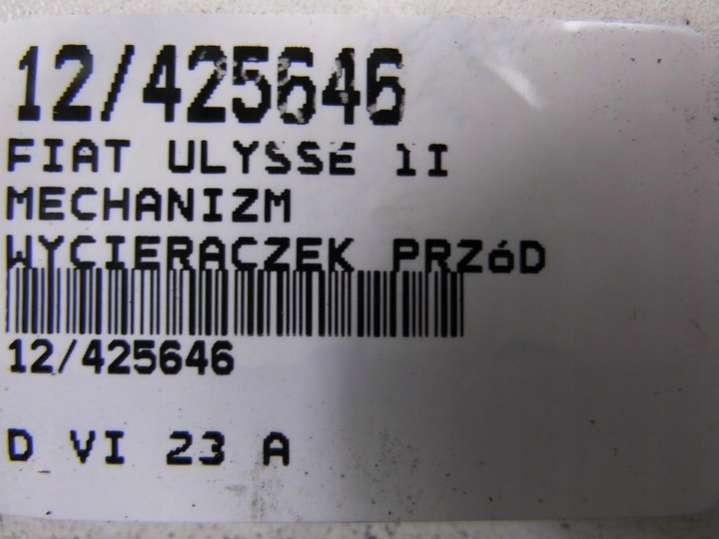 12/425646
FIAT ULYSSE II
MECHANIZM
WYCIERACZEK PRZóD
12/425646
D VI 23 A